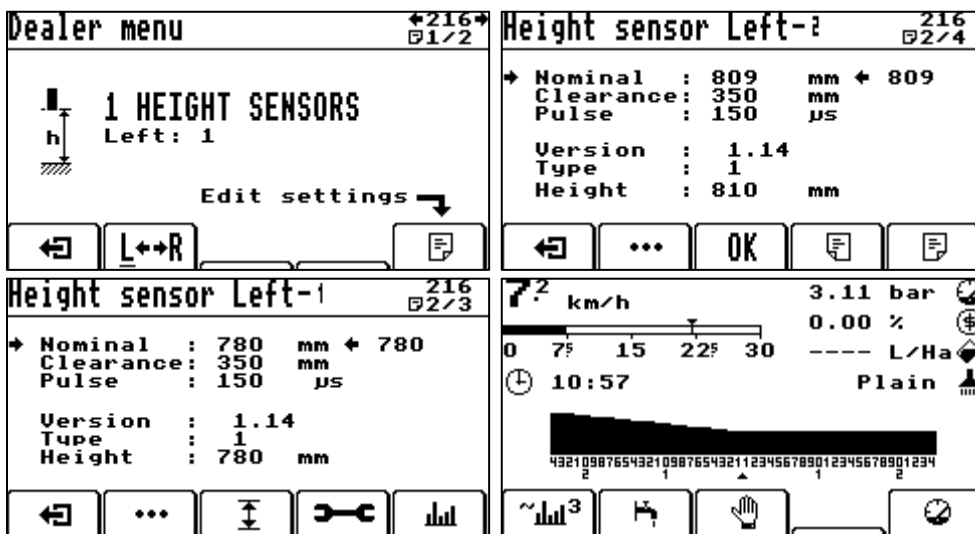 Dealer menu
216
1/2
h
1 HEIGHT SENSORS
Left: 1
Edit settings
L↔R
Height sensor Left-2
216
2/4
Nominal : 809 mm 809
Clearance: 350 mm
Pulse : 150 µs
Version : 1.14
Type : 1
Height : 810 mm
•••
OK
Height sensor Left-1
216
2/3
Nominal : 780 mm 780
Clearance: 350 mm
Pulse : 150 µs
Version : 1.14
Type : 1
Height : 780 mm
•••
7.2 km/h
3.11 bar
0.00 %
$
0 7.5 15 22.5 30
---- L/Ha
10:57
Plain
432109876543210987654321123456789012345678901234
2 1 1 2
~ 3